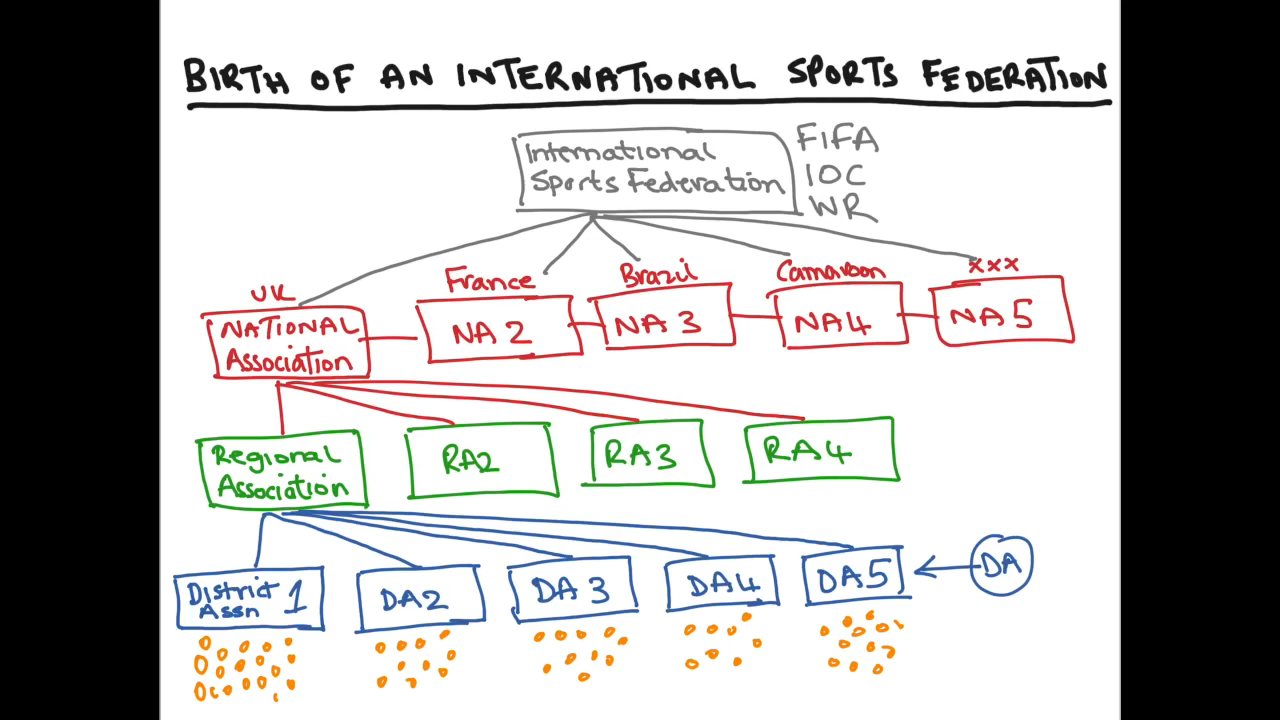 BIRTH OF AN INTERNATIONAL SPORTS FEDERATION
International
Sports Federation
FIFA
IOC
WR
UK
France
Brazil
Camaroon
xxx
NATIONAL
Association
NA 2
NA 3
NA4
NA 5
Regional
Association
RA2
RA3
RA4
District 1
Assn
DA2
DA 3
DA4
DA5
DA